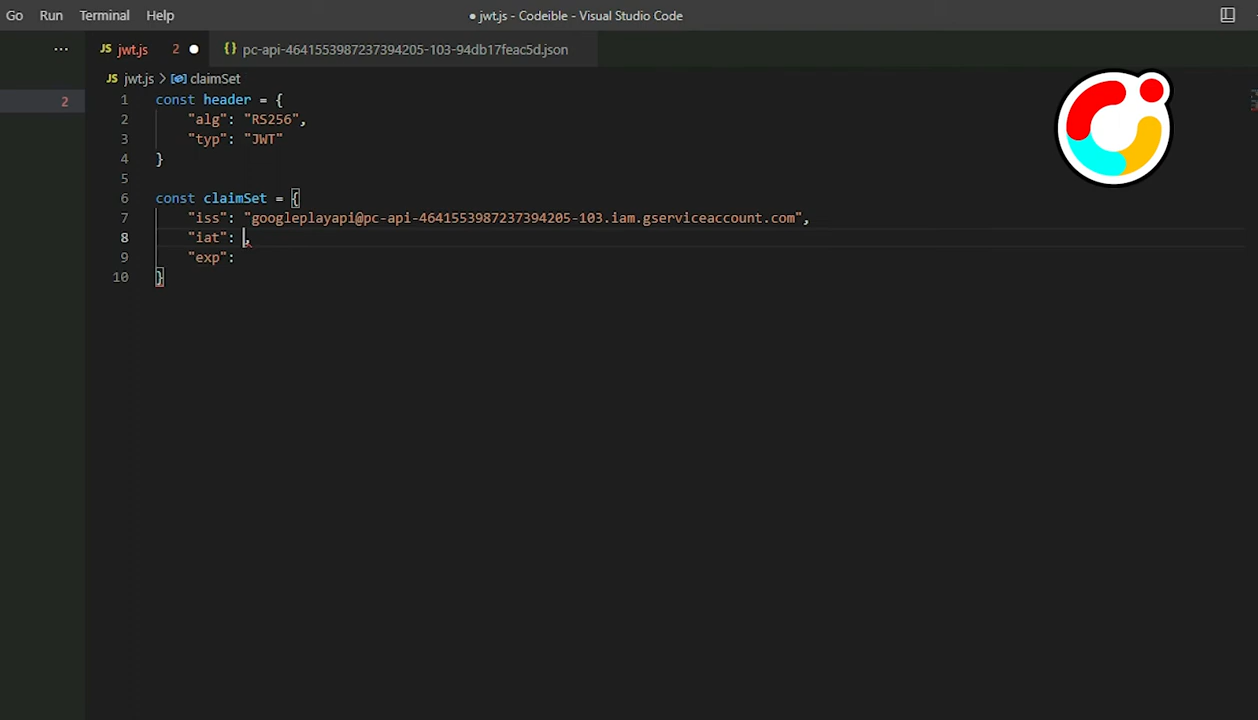 Go Run Terminal Help ● jwt.js - Codeible - Visual Studio Code
··· JS jwt.js 2 ● {} pc-api-4641553987237394205-103-94db17feac5d.json
JS jwt.js > claimSet
2
1 const header = {
2 "alg": "RS256",
3 "typ": "JWT"
4 }
5
6 const claimSet = {
7 "iss": "googleplayapi@pc-api-4641553987237394205-103.iam.gserviceaccount.com",
8 "iat": ,
9 "exp":
10 }